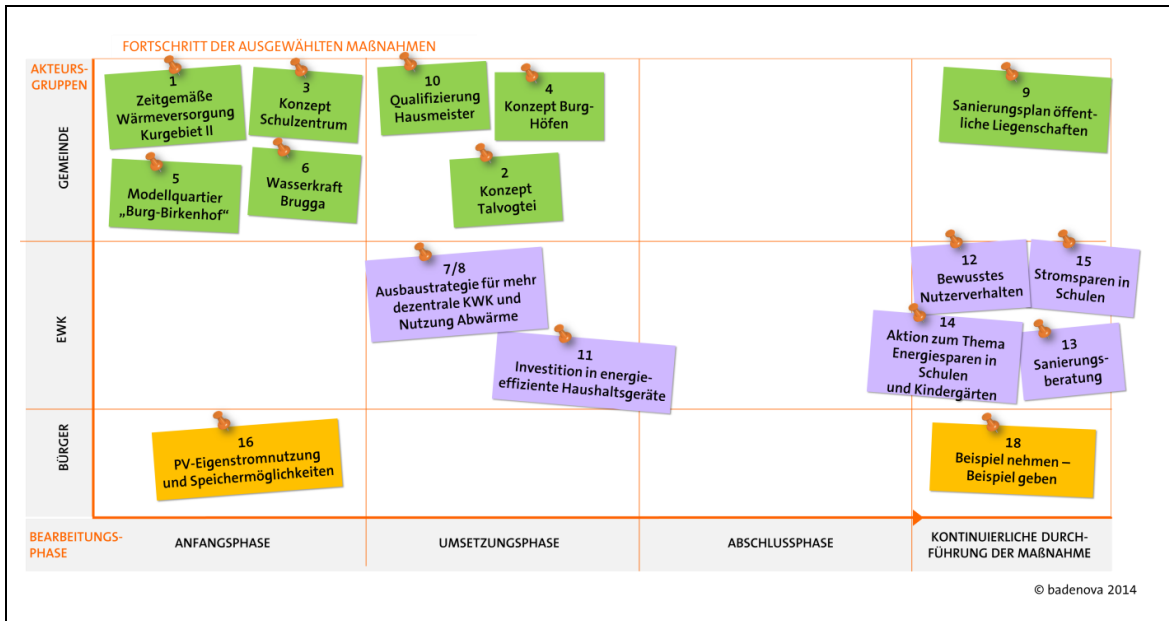 FORTSCHRITT DER AUSGEWÄHLTEN MAßNAHMEN
AKTEURS-
GRUPPEN
GEMEINDE
1
Zeitgemäße
Wärmeversorgung
Kurgebiet II
3
Konzept
Schulzentrum
5
Modellquartier
„Burg-Birkenhof“
6
Wasserkraft
Brugga
10
Qualifizierung
Hausmeister
4
Konzept Burg-
Höfen
2
Konzept
Talvogtei
9
Sanierungsplan öffent-
liche Liegenschaften
EWK
7/8
Ausbaustrategie für mehr
dezentrale KWK und
Nutzung Abwärme
11
Investition in energie-
effiziente Haushaltsgeräte
12
Bewusstes
Nutzerverhalten
15
Stromsparen in
Schulen
14
Aktion zum Thema
Energiesparen in
Schulen
und Kindergärten
13
Sanierungs-
beratung
BÜRGER
16
PV-Eigenstromnutzung
und Speichermöglichkeiten
18
Beispiel nehmen –
Beispiel geben
BEARBEITUNGS-
PHASE
ANFANGSPHASE
UMSETZUNGSPHASE
ABSCHLUSSPHASE
KONTINUIERLICHE DURCH-
FÜHRUNG DER MAßNAHME
© badenova 2014